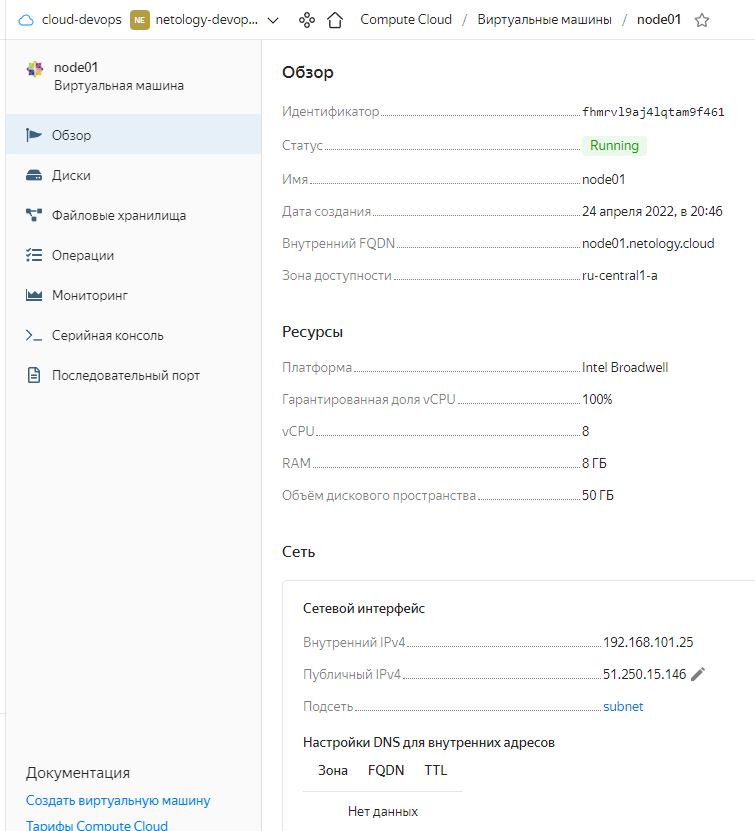 cloud-devops NE netology-devop... Compute Cloud / Виртуальные машины / node01
node01
Виртуальная машина
Обзор
Диски
Файловые хранилища
Операции
Мониторинг
Серийная консоль
Последовательный порт
Документация
Создать виртуальную машину
Тарифы Compute Cloud
Обзор
Идентификатор fhmrvl9aj4lqtam9f461
Статус Running
Имя node01
Дата создания 24 апреля 2022, в 20:46
Внутренний FQDN node01.netology.cloud
Зона доступности ru-central1-a
Ресурсы
Платформа Intel Broadwell
Гарантированная доля vCPU 100%
vCPU 8
RAM 8 ГБ
Объём дискового пространства 50 ГБ
Сеть
Сетевой интерфейс
Внутренний IPv4 192.168.101.25
Публичный IPv4 51.250.15.146
Подсеть subnet
Настройки DNS для внутренних адресов
Зона FQDN TTL
Нет данных